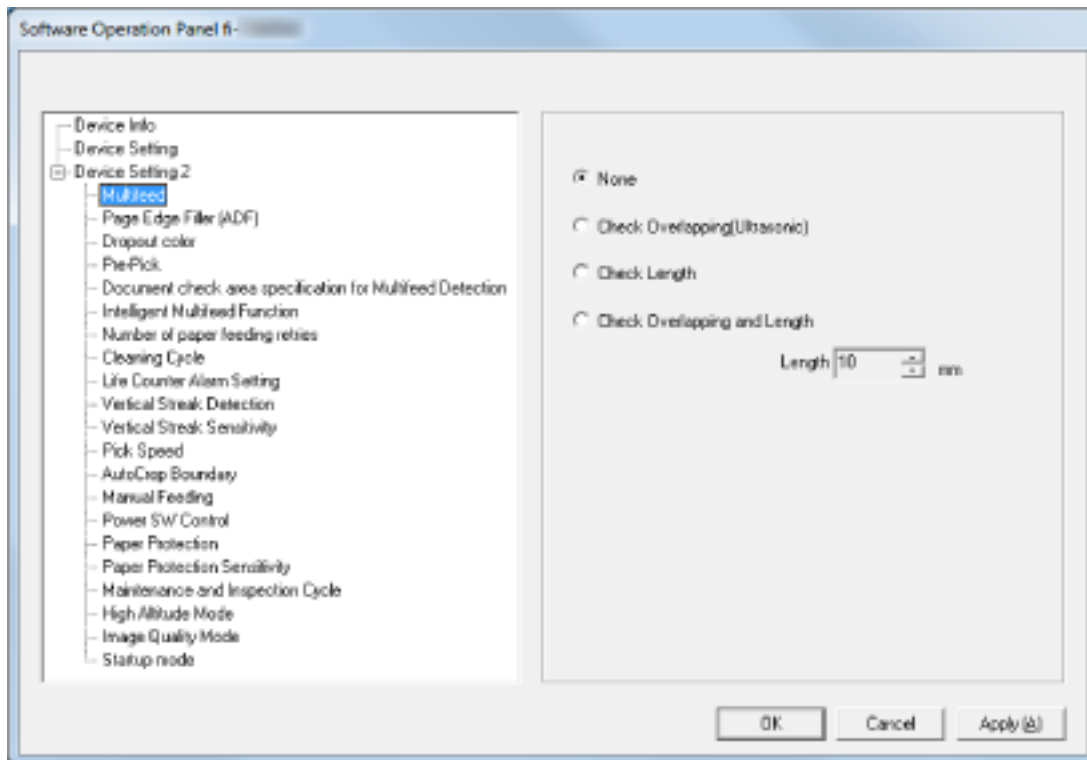 Software Operation Panel fi-
Device Info
Device Setting
Device Setting 2
Multifeed
Page Edge Filler (ADF)
Dropout color
Pre-Pick
Document check area specification for Multifeed Detection
Intelligent Multifeed Function
Number of paper feeding retries
Cleaning Cycle
Life Counter Alarm Setting
Vertical Streak Detection
Vertical Streak Sensitivity
Pick Speed
AutoCrop Boundary
Manual Feeding
Power SW Control
Paper Protection
Paper Protection Sensitivity
Maintenance and Inspection Cycle
High Altitude Mode
Image Quality Mode
Startup mode
None
Check Overlapping(Ultrasonic)
Check Length
Check Overlapping and Length
Length 10 mm
OK Cancel Apply (A)